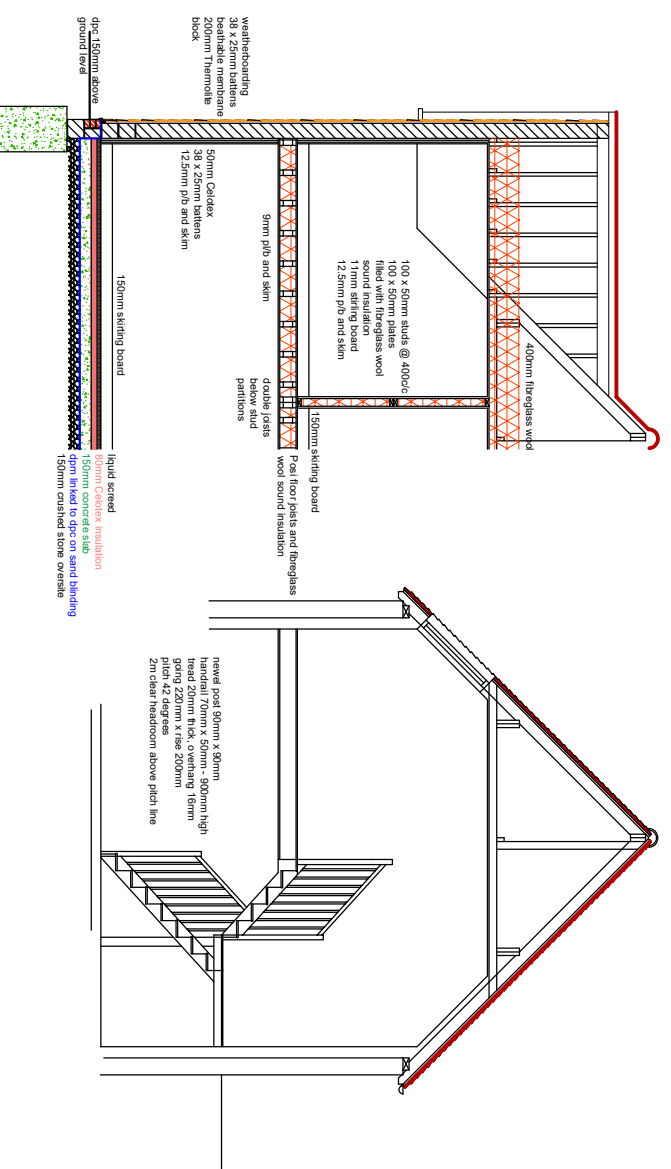 weatherboarding
38 x 25mm battens
beathable membrane
200mm Thermolite
block
dpc 150mm above
ground level
50mm Celotex
38 x 25mm battens
12.5mm p/b and skim
9mm pl/b and skim
100 x 50mm studs @ 400c/c
100 x 50mm plates
filled with fibreglass wool
sound insulation
11mm stirling board
12.5mm p/b and skim
400mm fibreglass wool
150mm skirting board
double joists
below stud
partitions
150mm skirting board
Posi floor joists and fibreglass
wool sound insulation
liquid screed
80mm Celotex insulation
150mm concrete slab
dpm linked to dpc on sand blinding
150mm crushed stone oversite
newel post 90mm x 90mm
handrail 70mm x 50mm - 900mm high
tread 20mm thick, overhang 16mm
going 220mm x rise 200mm
pitch 42 degrees
2m clear headroom above pitch line